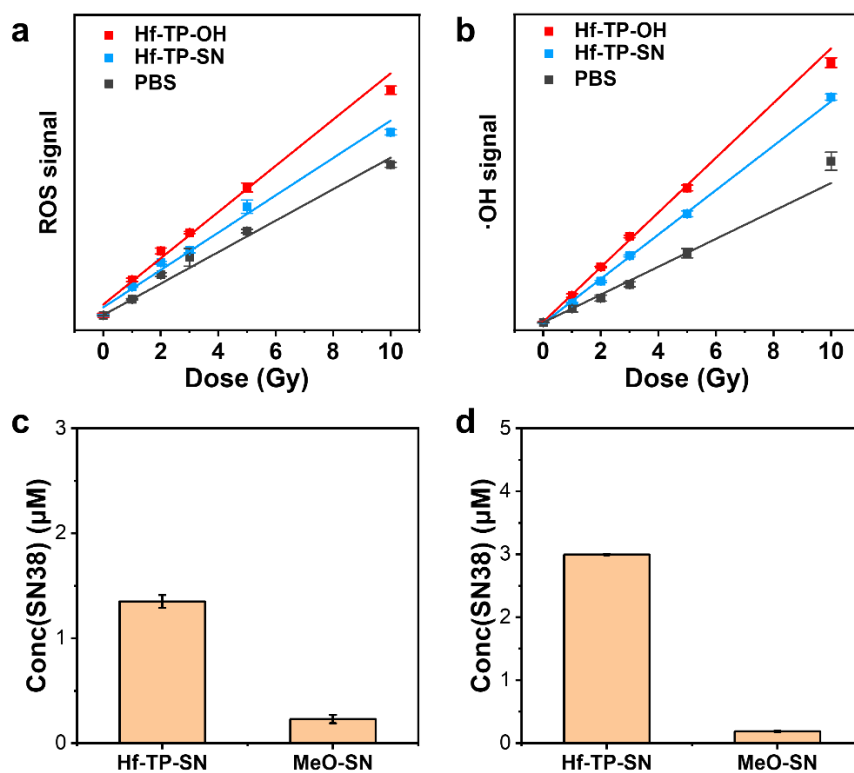 a
Hf-TP-OH
Hf-TP-SN
PBS
ROS signal
0 2 4 6 8 10
Dose (Gy)
b
Hf-TP-OH
Hf-TP-SN
PBS
·OH signal
0 2 4 6 8 10
Dose (Gy)
c
Conc(SN38) (μM)
3
2
1
0
Hf-TP-SN MeO-SN
d
Conc(SN38) (μM)
5
4
3
2
1
0
Hf-TP-SN MeO-SN